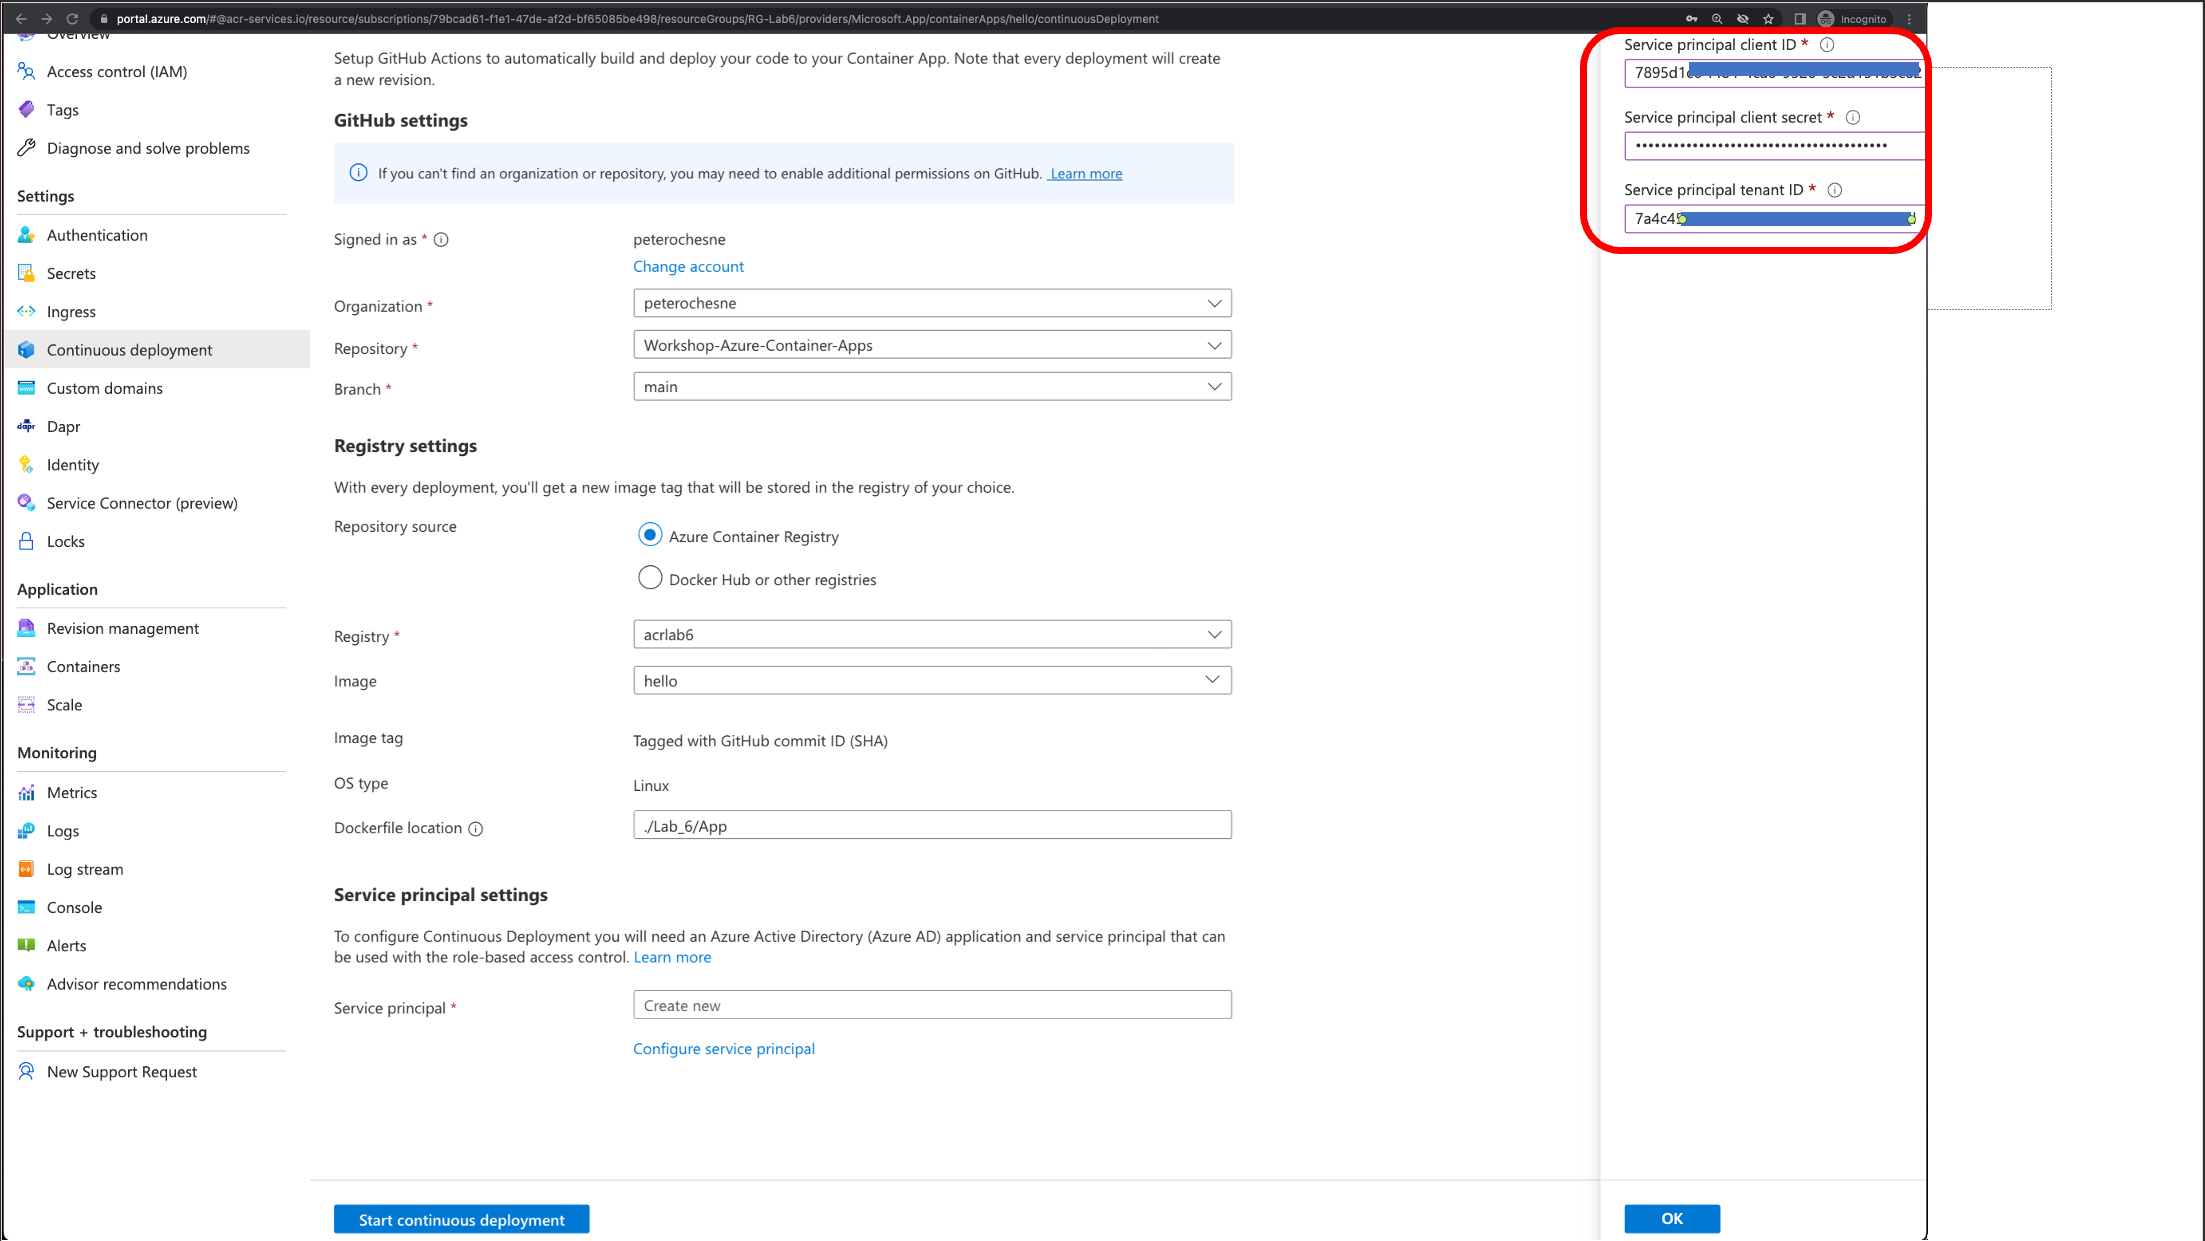 portal.azure.com/#@acr-services.io/resource/subscriptions/79bcad61-f1e1-47de-af2d-bf65085be498/resourceGroups/RG-Lab6/providers/Microsoft.App/containerApps/hello/continuousDeployment
Incognito
Overview
Access control (IAM)
Tags
Diagnose and solve problems
Settings
Authentication
Secrets
Ingress
Continuous deployment
Custom domains
Dapr
Identity
Service Connector (preview)
Locks
Application
Revision management
Containers
Scale
Monitoring
Metrics
Logs
Log stream
Console
Alerts
Advisor recommendations
Support + troubleshooting
New Support Request
Setup GitHub Actions to automatically build and deploy your code to your Container App. Note that every deployment will create
a new revision.
GitHub settings
If you can't find an organization or repository, you may need to enable additional permissions on GitHub. Learn more
Signed in as *
peterochesne
Change account
Organization *
peterochesne
Repository *
Workshop-Azure-Container-Apps
Branch *
main
Registry settings
With every deployment, you'll get a new image tag that will be stored in the registry of your choice.
Repository source
Azure Container Registry
Docker Hub or other registries
Registry *
acrlab6
Image
hello
Image tag
Tagged with GitHub commit ID (SHA)
OS type
Linux
Dockerfile location
./Lab_6/App
Service principal settings
To configure Continuous Deployment you will need an Azure Active Directory (Azure AD) application and service principal that can
be used with the role-based access control. Learn more
Service principal *
Create new
Configure service principal
Start continuous deployment
Service principal client ID *
Service principal client secret *
Service principal tenant ID *
OK